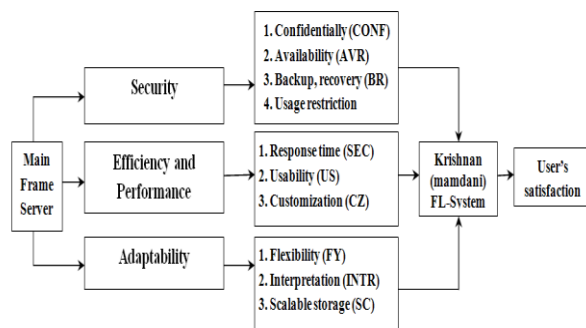 Main
Frame
Server
Security
Efficiency and
Performance
Adaptability
1. Confidentially (CONF)
2. Availability (AVR)
3. Backup, recovery (BR)
4. Usage restriction
1. Response time (SEC)
2. Usability (US)
3. Customization (CZ)
1. Flexibility (FY)
2. Interpretation (INTR)
3. Scalable storage (SC)
Krishnan
(mamdani)
FL-System
User's
satisfaction